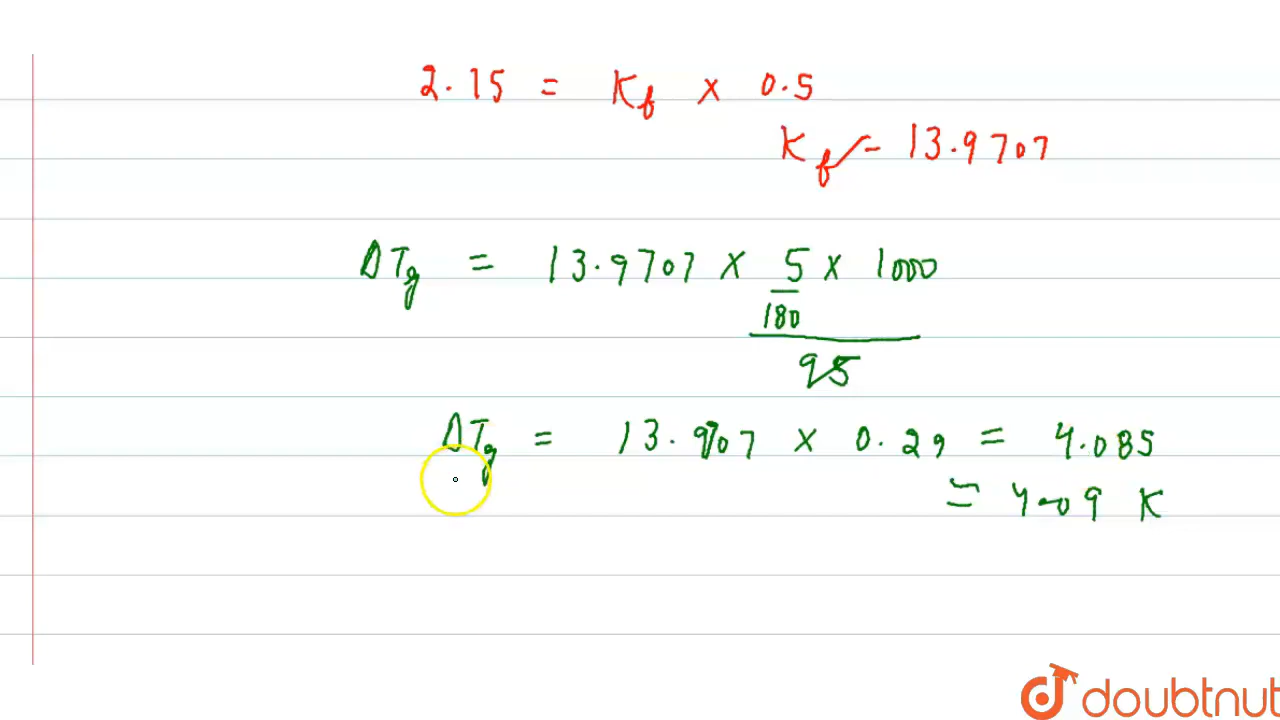 2.15 = Kf × 0.5
Kf = 13.9707
ΔTg = 13.9707 × 5 × 1000
180
95
ΔTg = 13.9707 × 0.29 = 4.085
≃ 4.09 K
doubtnut